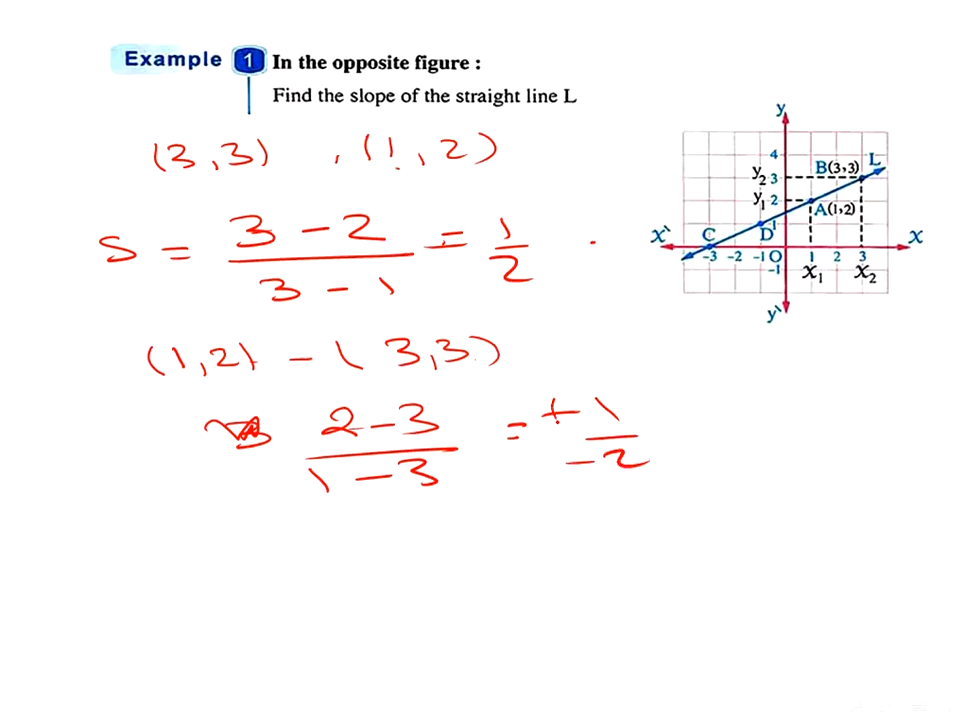 Example 1 In the opposite figure :
Find the slope of the straight line L
(3,3) , (1,2)
S = 3 - 2 / 3 - 1 = 1 / 2
(1,2) - (3,3)
2 - 3 / 1 - 3 = + 1 / - 2
y
4
y₂ 3 B(3,3) L
y₁ 2 A(1,2)
1
x` C D x
-3 -2 -1 O 1 2 3
-1 x₁ x₂
y`